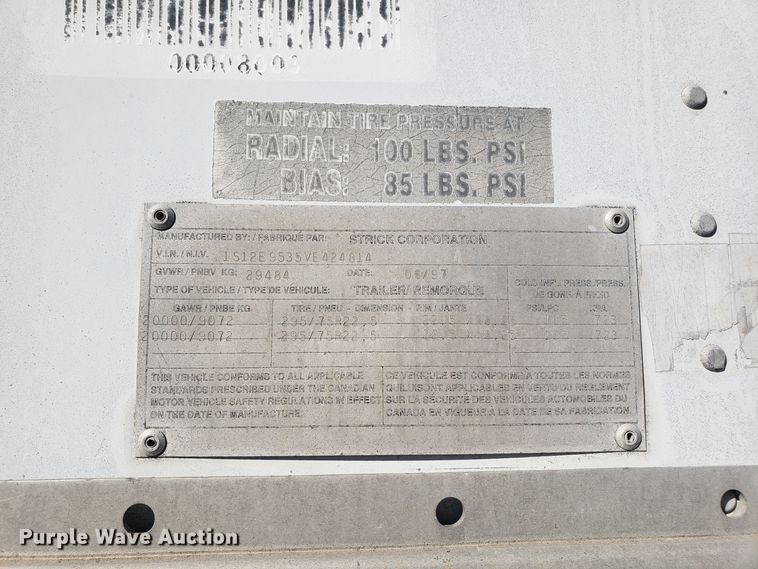 MAINTAIN TIRE PRESSURE AT
RADIAL: 100 LBS. PSI
BIAS: 85 LBS. PSI
MANUFACTURED BY: / FABRIQUÉ PAR: STRICK CORPORATION
V.I.N. / N.I.V. 1S12E9535VE424814
GVWR / PNBV KG: 29484 DATE: 06/97
TYPE OF VEHICLE / TYPE DE VÉHICULE: TRAILER/ REMORQUE
COLD INFL. PRESS./PRESS.
DE GONF. À FROID
GAWR / PNBE KG TIRE / PNEU - DIMENSION - RIM / JANTE PSI/LPC KPA
20000/9072 295/75R22.5 723
20000/9072 295/75R22.5 723
THIS VEHICLE CONFORMS TO ALL APPLICABLE
STANDARDS PRESCRIBED UNDER THE CANADIAN
MOTOR VEHICLE SAFETY REGULATIONS IN EFFECT
ON THE DATE OF MANUFACTURE.
CE VÉHICULE EST CONFORME À TOUTES LES NORMES
QUI LUI SONT APPLICABLES EN VERTU DU RÈGLEMENT
SUR LA SÉCURITÉ DES VÉHICULES AUTOMOBILES DU
CANADA EN VIGUEUR À LA DATE DE SA FABRICATION.
Purple Wave Auction